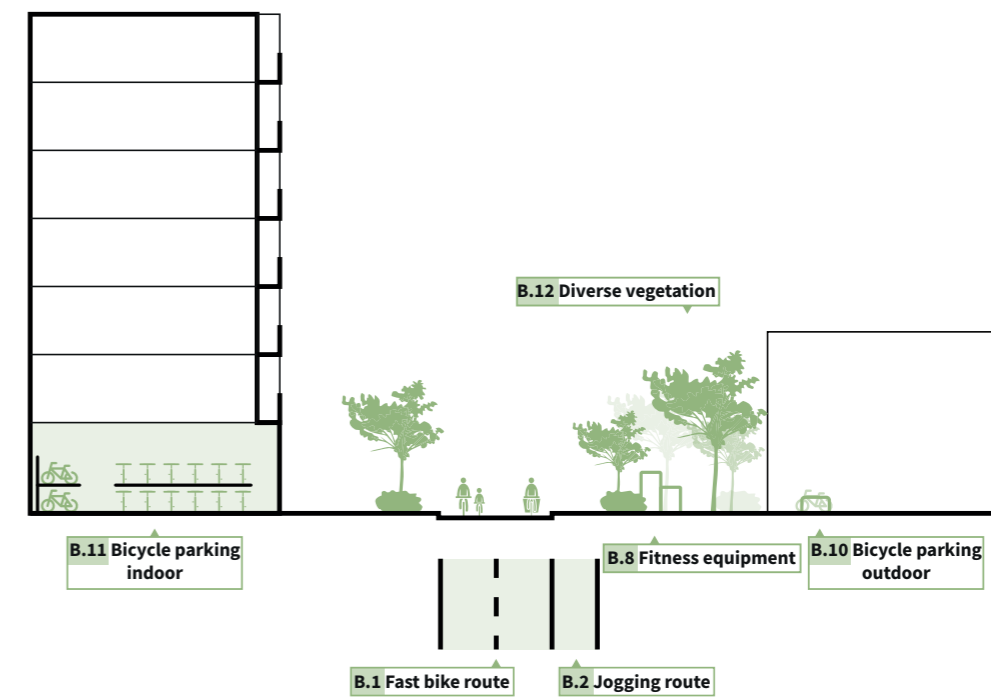 B.12 Diverse vegetation
B.11 Bicycle parking
indoor
B.8 Fitness equipment
B.10 Bicycle parking
outdoor
B.1 Fast bike route
B.2 Jogging route